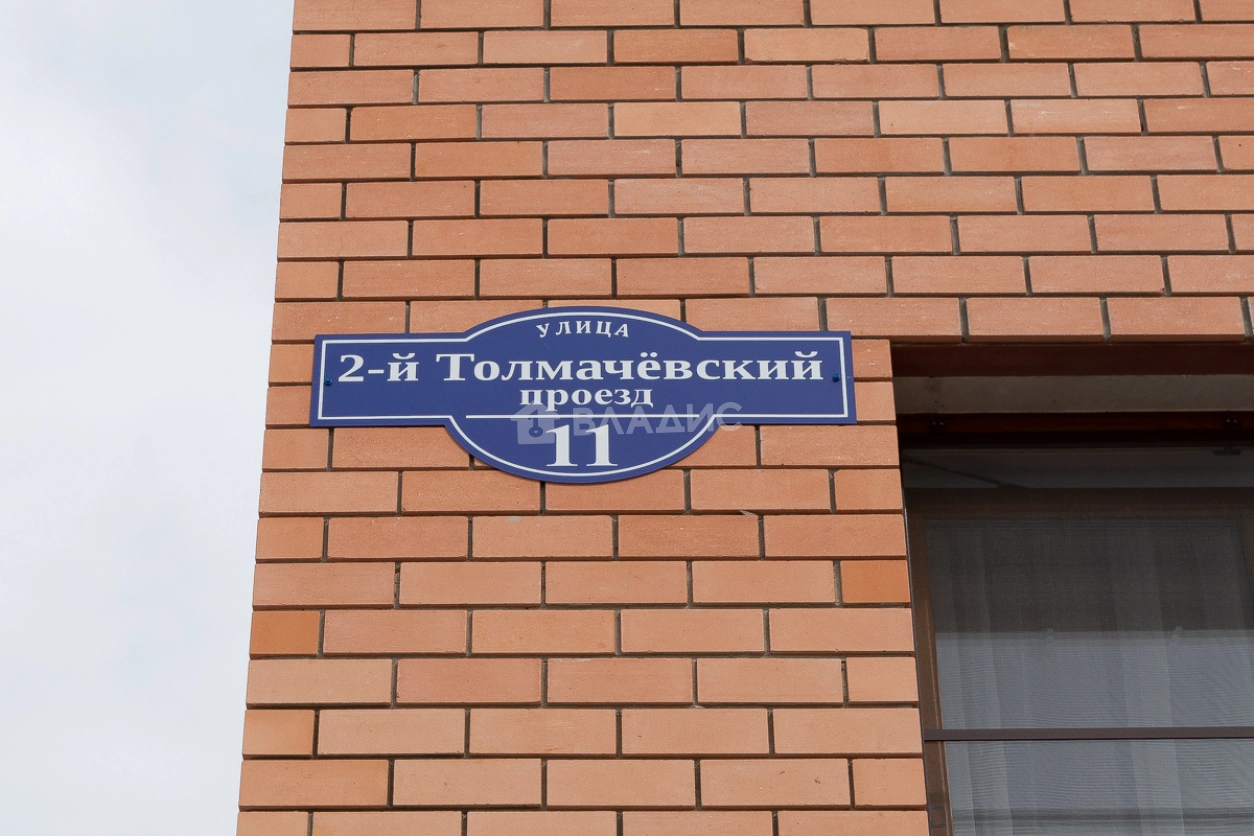 УЛИЦА
2-й Толмачёвский
проезд
ВЛАДИС
11